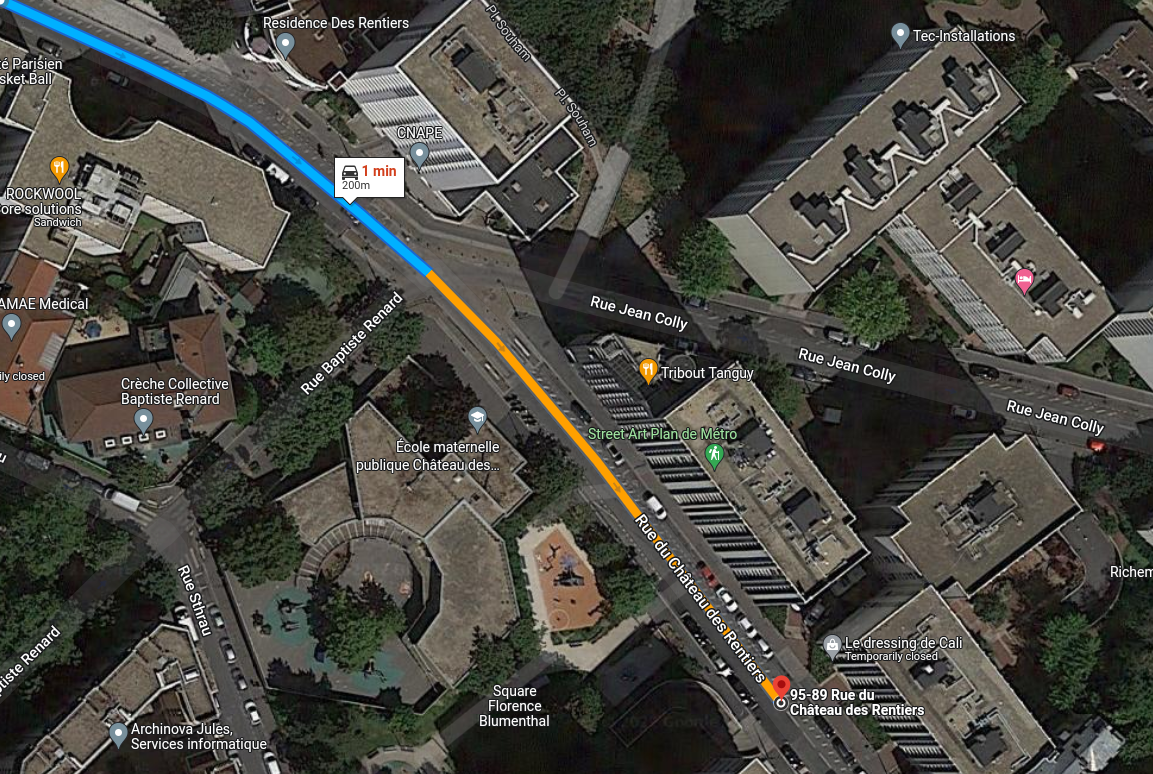 Residence Des Rentiers
Pl. Souham
Tec-Installations
té Parisien
sket Ball
Pl. Souham
CNAPE
1 min
200m
ROCKWOOL
ore solutions
Sandwich
AMAE Medical
Rue Baptiste Renard
Rue Jean Colly
Rue Jean Colly
Rue Jean Colly
ily closed
Crèche Collective
Baptiste Renard
Tribout Tanguy
École maternelle
publique Château des...
Street Art Plan de Métro
u
Rue du Château des Rentiers
Rue Sthrau
Richem
ptiste Renard
Le dressing de Cali
Temporarily closed
Square
Florence
Blumenthal
95-89 Rue du
Château des Rentiers
Archinova Jules,
Services informatique
Google